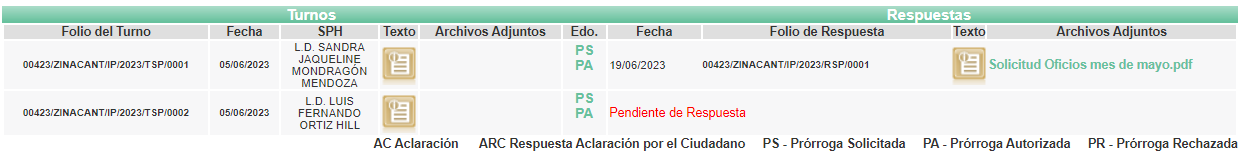 Turnos Respuestas
Folio del Turno Fecha SPH Texto Archivos Adjuntos Edo. Fecha Folio de Respuesta Texto Archivos Adjuntos
00423/ZINACANT/IP/2023/TSP/0001 05/06/2023
L.D. SANDRA
JAQUELINE
MONDRAGÓN
MENDOZA
PS
PA
19/06/2023 00423/ZINACANT/IP/2023/RSP/0001 Solicitud Oficios mes de mayo.pdf
00423/ZINACANT/IP/2023/TSP/0002 05/06/2023
L.D. LUIS
FERNANDO
ORTIZ HILL
PS
PA
Pendiente de Respuesta
AC Aclaración ARC Respuesta Aclaración por el Ciudadano PS - Prórroga Solicitada PA - Prórroga Autorizada PR - Prórroga Rechazada